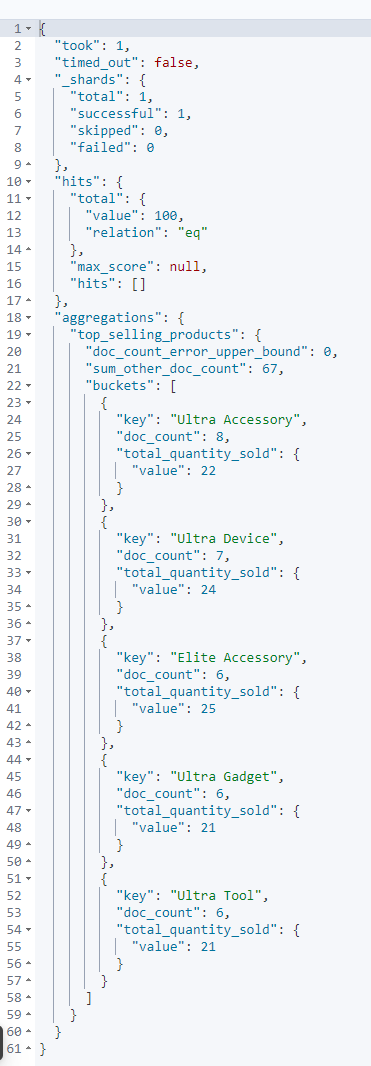 1 {
2   "took": 1,
3   "timed_out": false,
4   "_shards": {
5     "total": 1,
6     "successful": 1,
7     "skipped": 0,
8     "failed": 0
9   },
10   "hits": {
11     "total": {
12       "value": 100,
13       "relation": "eq"
14     },
15     "max_score": null,
16     "hits": []
17   },
18   "aggregations": {
19     "top_selling_products": {
20       "doc_count_error_upper_bound": 0,
21       "sum_other_doc_count": 67,
22       "buckets": [
23         {
24           "key": "Ultra Accessory",
25           "doc_count": 8,
26           "total_quantity_sold": {
27             "value": 22
28           }
29         },
30         {
31           "key": "Ultra Device",
32           "doc_count": 7,
33           "total_quantity_sold": {
34             "value": 24
35           }
36         },
37         {
38           "key": "Elite Accessory",
39           "doc_count": 6,
40           "total_quantity_sold": {
41             "value": 25
42           }
43         },
44         {
45           "key": "Ultra Gadget",
46           "doc_count": 6,
47           "total_quantity_sold": {
48             "value": 21
49           }
50         },
51         {
52           "key": "Ultra Tool",
53           "doc_count": 6,
54           "total_quantity_sold": {
55             "value": 21
56           }
57         }
58       ]
59     }
60   }
61 }